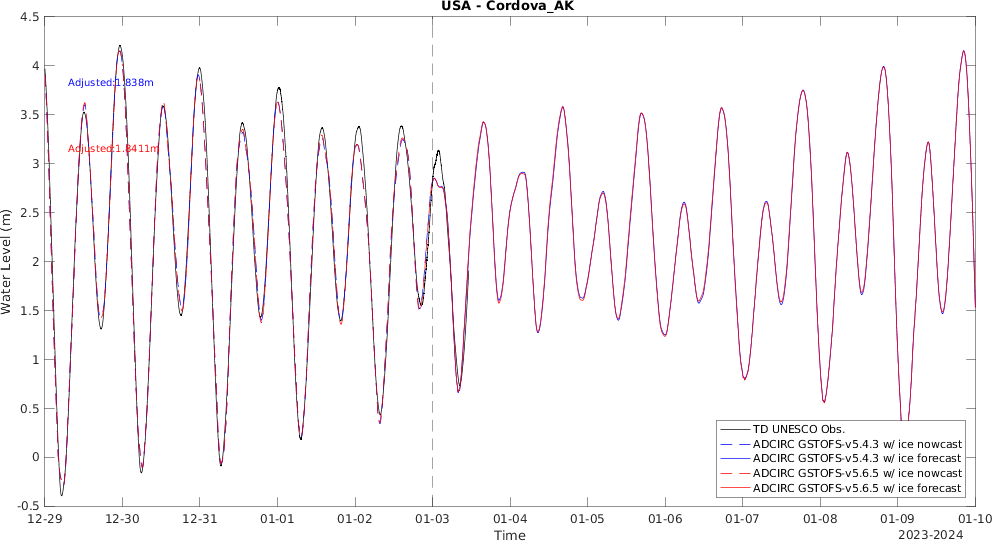 USA - Cordova_AK
4.5
4
3.5
3
2.5
2
1.5
1
0.5
0
-0.5
Water Level (m)
Adjusted:1.838m
Adjusted:1.8411m
TD UNESCO Obs.
ADCIRC GSTOFS-v5.4.3 w/ ice nowcast
ADCIRC GSTOFS-v5.4.3 w/ ice forecast
ADCIRC GSTOFS-v5.6.5 w/ ice nowcast
ADCIRC GSTOFS-v5.6.5 w/ ice forecast
12-29 12-30 12-31 01-01 01-02 01-03 01-04 01-05 01-06 01-07 01-08 01-09 01-10
Time
2023-2024